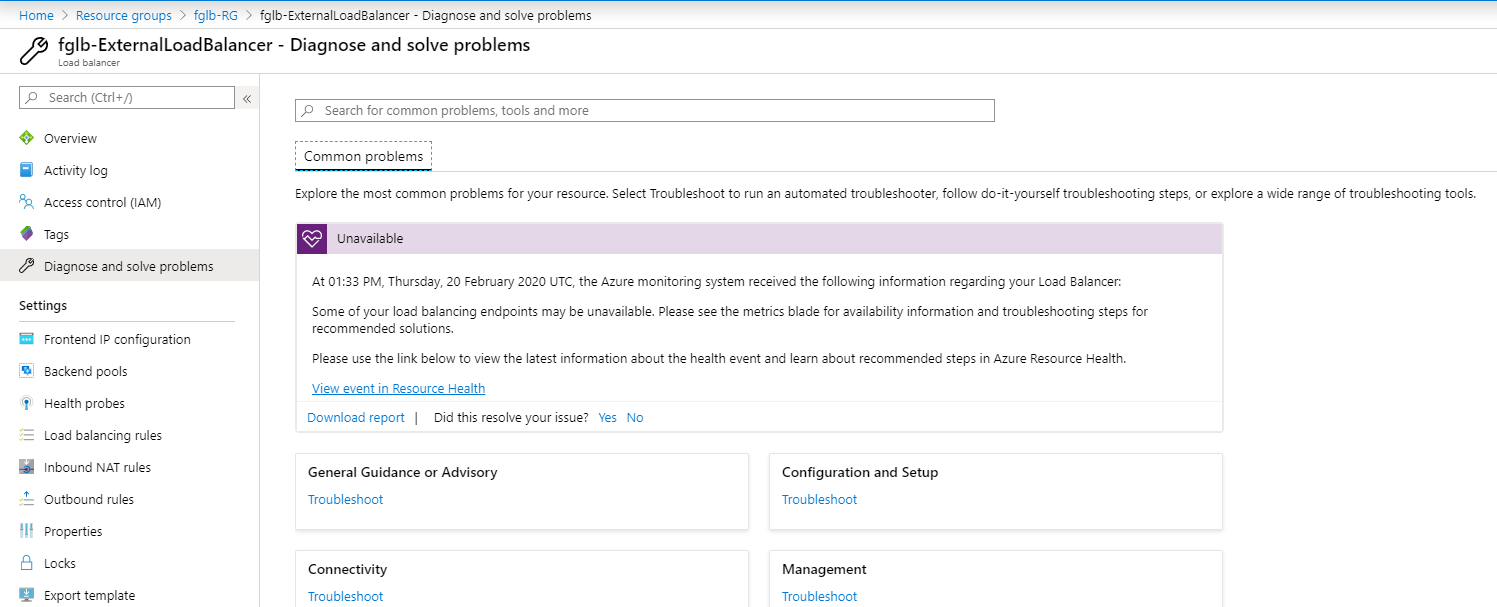 Home > Resource groups > fglb-RG > fglb-ExternalLoadBalancer - Diagnose and solve problems
fglb-ExternalLoadBalancer - Diagnose and solve problems
Load balancer
Search (Ctrl+/)
«
Overview
Activity log
Access control (IAM)
Tags
Diagnose and solve problems
Settings
Frontend IP configuration
Backend pools
Health probes
Load balancing rules
Inbound NAT rules
Outbound rules
Properties
Locks
Export template
Search for common problems, tools and more
Common problems
Explore the most common problems for your resource. Select Troubleshoot to run an automated troubleshooter, follow do-it-yourself troubleshooting steps, or explore a wide range of troubleshooting tools.
Unavailable
At 01:33 PM, Thursday, 20 February 2020 UTC, the Azure monitoring system received the following information regarding your Load Balancer:
Some of your load balancing endpoints may be unavailable. Please see the metrics blade for availability information and troubleshooting steps for
recommended solutions.
Please use the link below to view the latest information about the health event and learn about recommended steps in Azure Resource Health.
View event in Resource Health
Download report | Did this resolve your issue? Yes No
General Guidance or Advisory
Troubleshoot
Configuration and Setup
Troubleshoot
Connectivity
Troubleshoot
Management
Troubleshoot